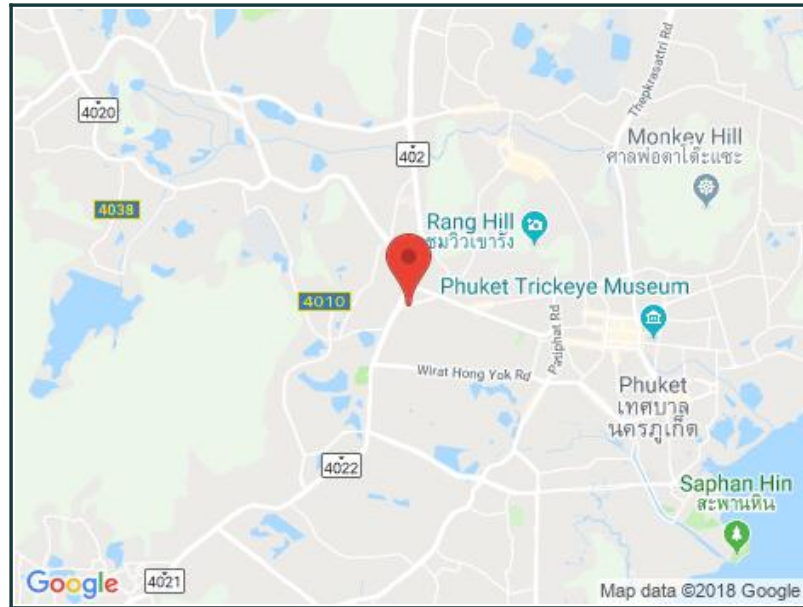 Thepkrasattri Rd
4020
Monkey Hill
ศาลพ่อตาโต๊ะแซะ
402
4038
Rang Hill
ชมวิวเขารัง
Phuket Trickeye Museum
4010
Patiphat Rd
Wirat Hong Yok Rd
Phuket
เทศบาล
นครภูเก็ต
4022
Saphan Hin
สะพานหิน
Google
4021
Map data ©2018 Google